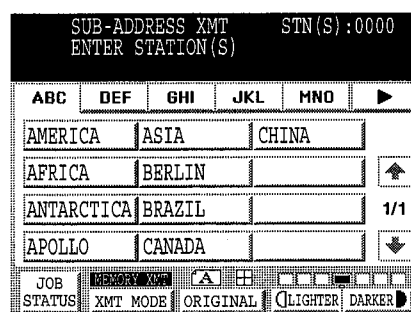 SUB-ADDRESS XMT STN(S):0000
ENTER STATION(S)
ABC DEF GHI JKL MNO
AMERICA ASIA CHINA
AFRICA BERLIN
ANTARCTICA BRAZIL 1/1
APOLLO CANADA
JOB STATUS
MEMORY XMT A
XMT MODE ORIGINAL LIGHTER DARKER